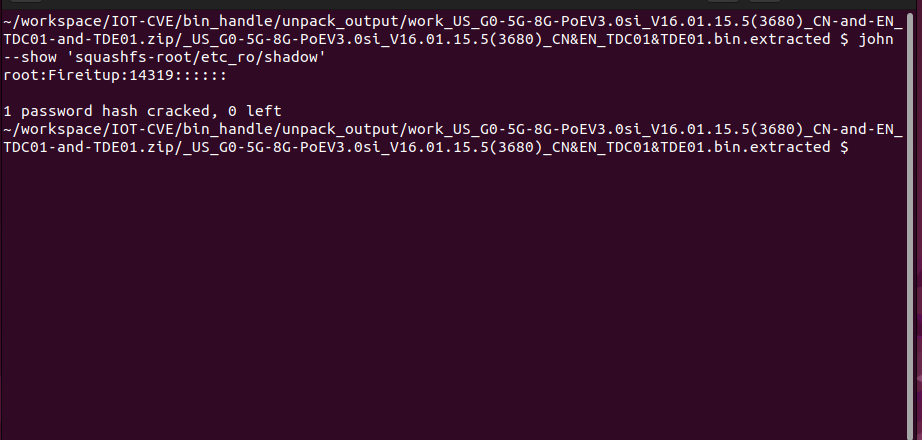 ~/workspace/IOT-CVE/bin_handle/unpack_output/work_US_G0-5G-8G-PoEV3.0si_V16.01.15.5(3680)_CN-and-EN_
TDC01-and-TDE01.zip/_US_G0-5G-8G-PoEV3.0si_V16.01.15.5(3680)_CN&EN_TDC01&TDE01.bin.extracted $ john
--show 'squashfs-root/etc_ro/shadow'
root:Fireitup:14319::::::
1 password hash cracked, 0 left
~/workspace/IOT-CVE/bin_handle/unpack_output/work_US_G0-5G-8G-PoEV3.0si_V16.01.15.5(3680)_CN-and-EN_
TDC01-and-TDE01.zip/_US_G0-5G-8G-PoEV3.0si_V16.01.15.5(3680)_CN&EN_TDC01&TDE01.bin.extracted $